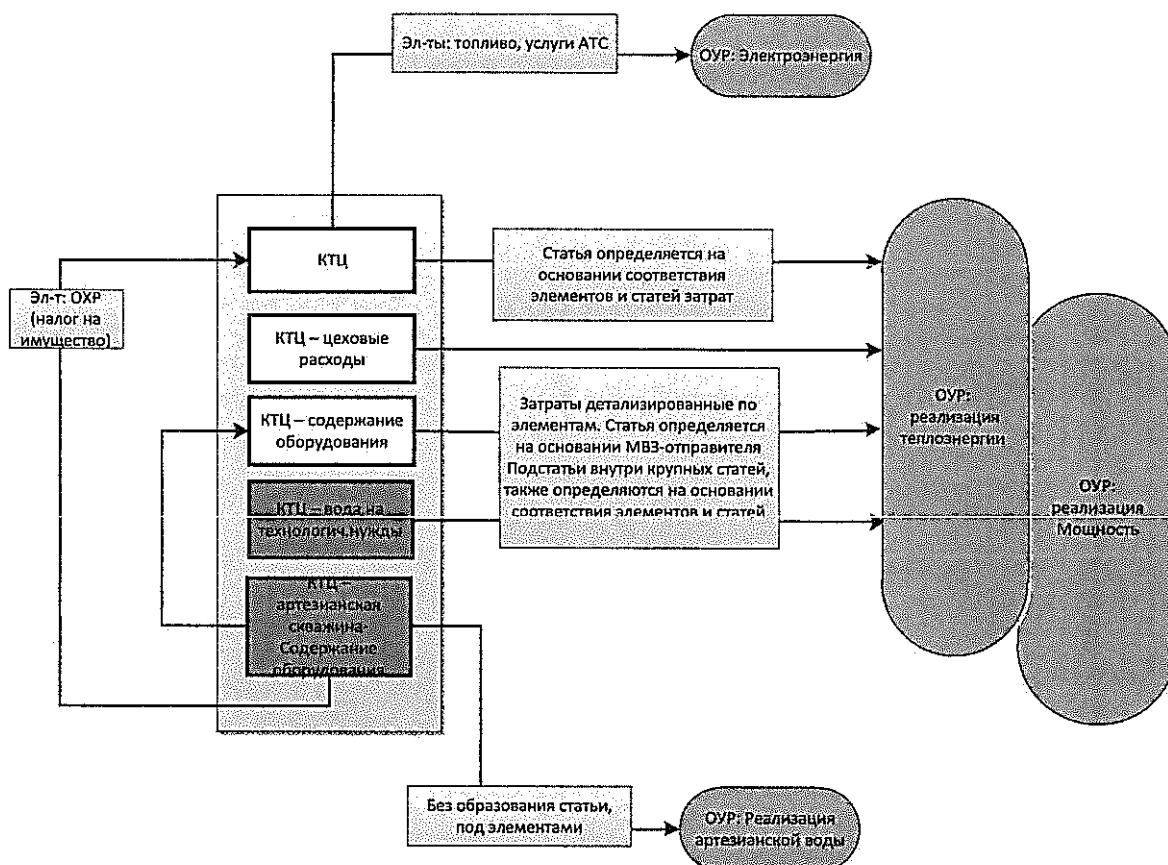 Эл-ты: топливо, услуги АТС
ОУР: Электроэнергия
КТЦ
Статья определяется на
основании соответствия
элементов и статей затрат
Эл-т: ОХР
(налог на
имущество)
КТЦ – цеховые
расходы
КТЦ – содержание
оборудования
Затраты детализированные по
элементам. Статья определяется
на основании МВЗ-отправителя
Подстатьи внутри крупных статей,
также определяются на основании
соответствия элементов и статей
ОУР:
реализация
теплоэнергии
ОУР:
реализация
Мощность
КТЦ – вода на
технологич.нужды
КТЦ –
артезианская
скважина-
Содержание
оборудования
Без образования статьи,
под элементами
ОУР: Реализация
артезианской воды